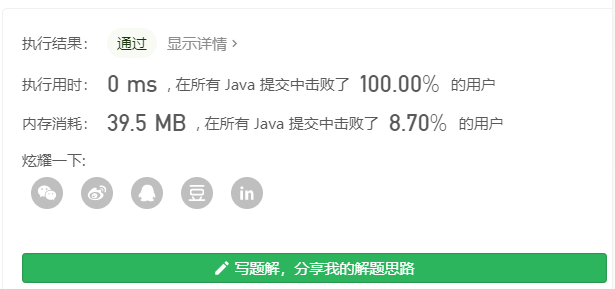 执行结果： 通过 显示详情 ›
执行用时： 0 ms , 在所有 Java 提交中击败了 100.00% 的用户
内存消耗： 39.5 MB , 在所有 Java 提交中击败了 8.70% 的用户
炫耀一下:
豆 in
写题解，分享我的解题思路